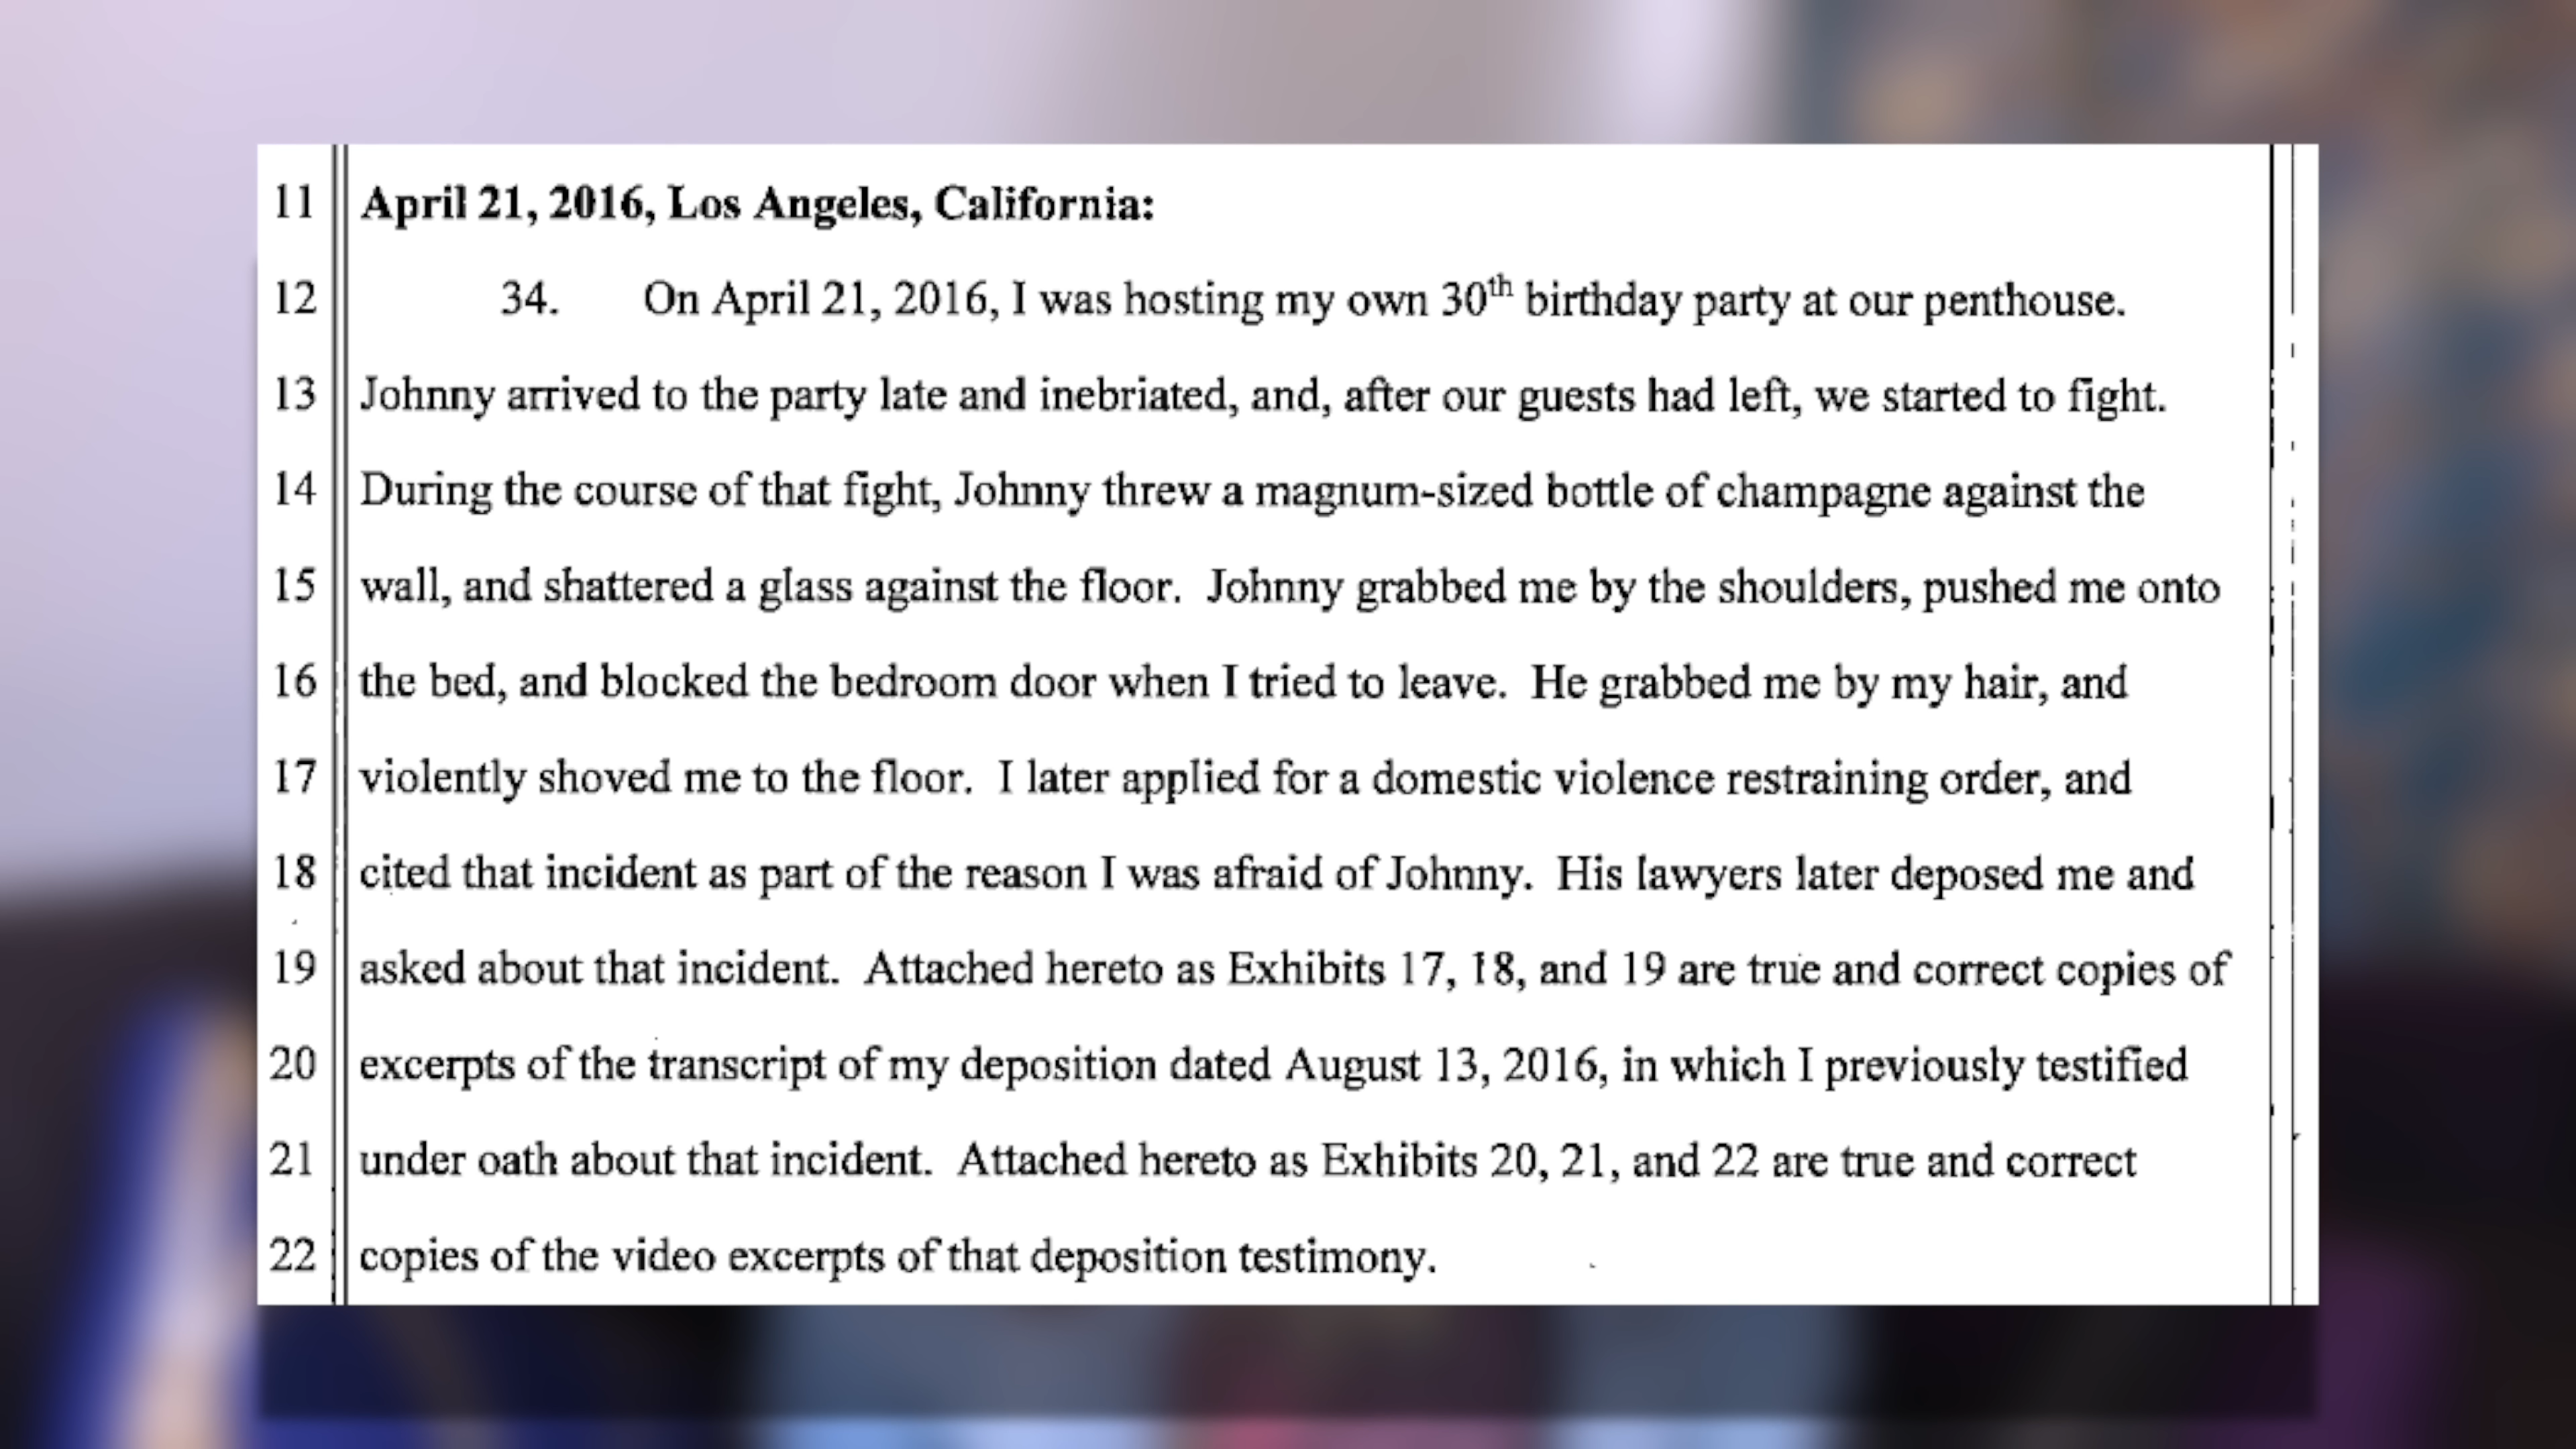 11 April 21, 2016, Los Angeles, California:
12 34. On April 21, 2016, I was hosting my own 30th birthday party at our penthouse.
13 Johnny arrived to the party late and inebriated, and, after our guests had left, we started to fight.
14 During the course of that fight, Johnny threw a magnum-sized bottle of champagne against the
15 wall, and shattered a glass against the floor. Johnny grabbed me by the shoulders, pushed me onto
16 the bed, and blocked the bedroom door when I tried to leave. He grabbed me by my hair, and
17 violently shoved me to the floor. I later applied for a domestic violence restraining order, and
18 cited that incident as part of the reason I was afraid of Johnny. His lawyers later deposed me and
19 asked about that incident. Attached hereto as Exhibits 17, 18, and 19 are true and correct copies of
20 excerpts of the transcript of my deposition dated August 13, 2016, in which I previously testified
21 under oath about that incident. Attached hereto as Exhibits 20, 21, and 22 are true and correct
22 copies of the video excerpts of that deposition testimony.